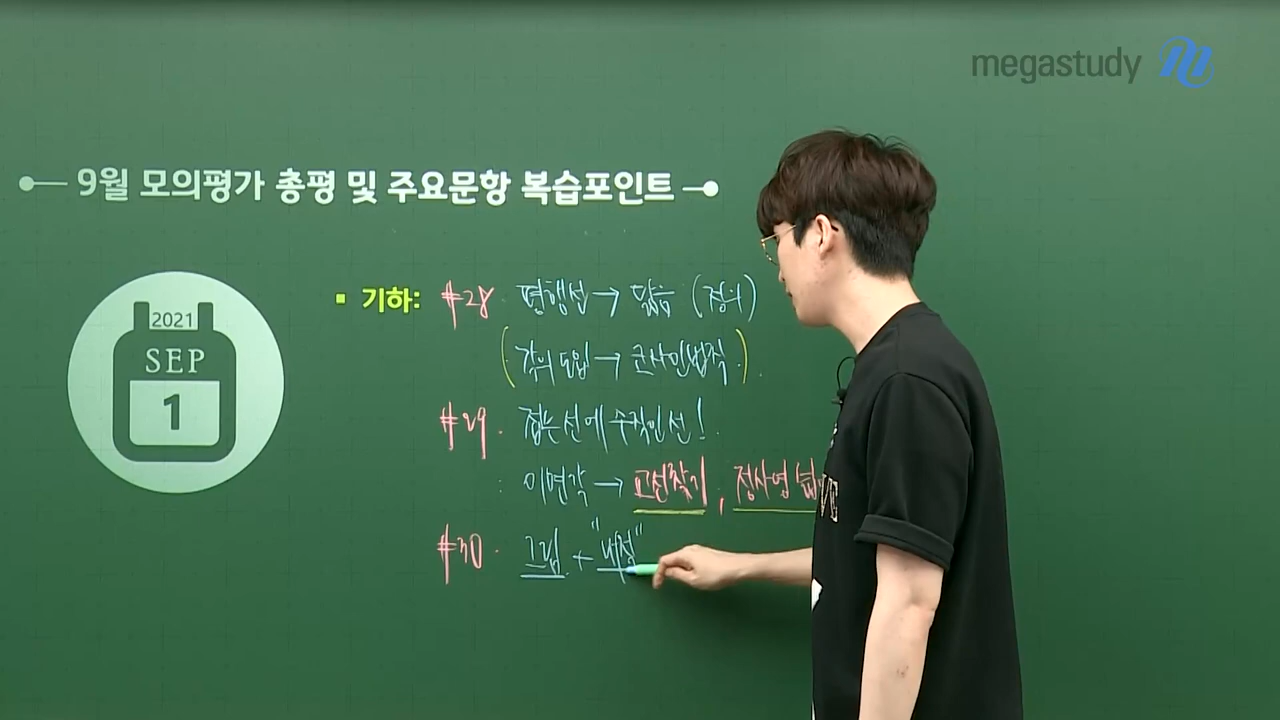 megastudy
9월 모의평가 총평 및 주요문항 복습포인트
2021
SEP
1
▪ 기하: #28 평행선 → 닮음 (정의)
(각의 도입 → 코사인법칙).
#29. 접는 선에 수직인 선!
: 이면각 → 교선찾기, 정사영
#30. 그림 + "내적"